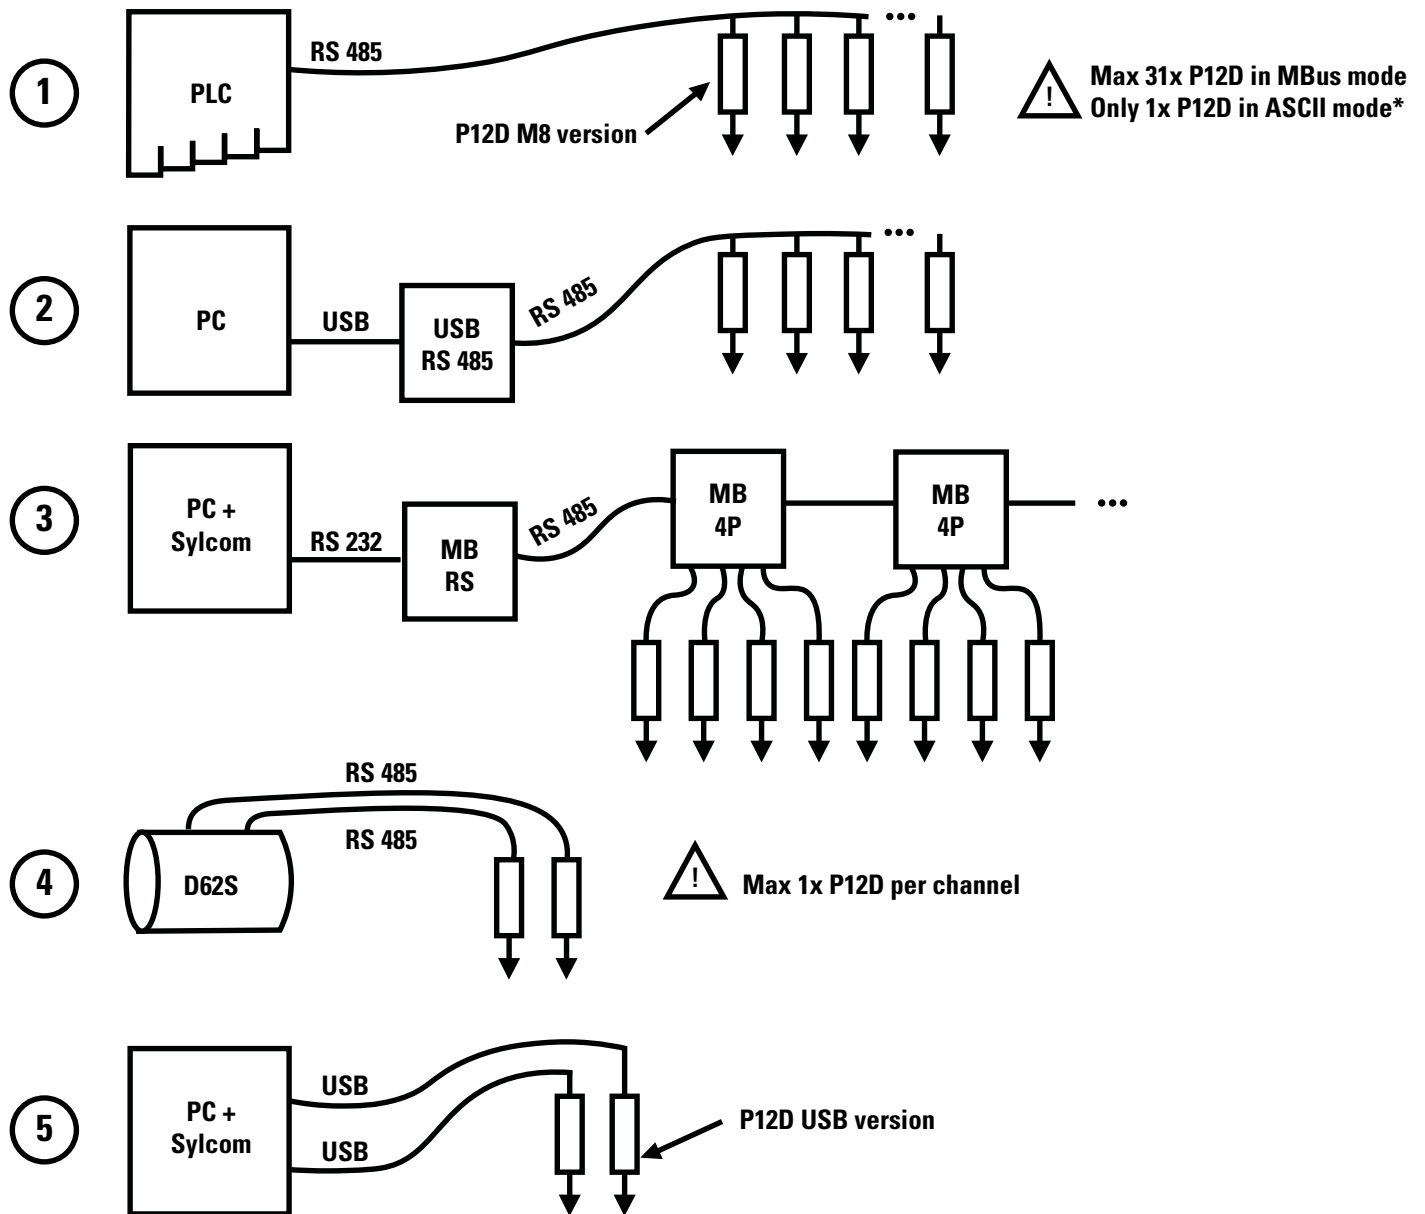 1
PLC
RS 485
P12D M8 version
...
! Max 31x P12D in MBus mode
Only 1x P12D in ASCII mode*
2
PC
USB
USB
RS 485
RS 485
...
3
PC +
Sylcom
RS 232
MB
RS
RS 485
MB
4P
MB
4P
...
4
D62S
RS 485
RS 485
! Max 1x P12D per channel
5
PC +
Sylcom
USB
USB
P12D USB version